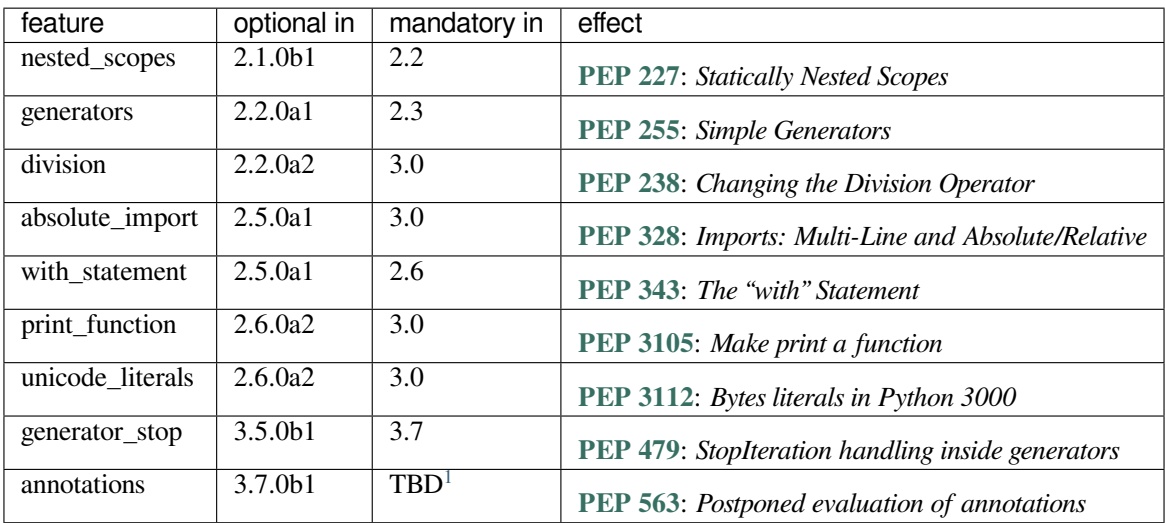 feature optional in mandatory in effect
nested_scopes 2.1.0b1 2.2 PEP 227: Statically Nested Scopes
generators 2.2.0a1 2.3 PEP 255: Simple Generators
division 2.2.0a2 3.0 PEP 238: Changing the Division Operator
absolute_import 2.5.0a1 3.0 PEP 328: Imports: Multi-Line and Absolute/Relative
with_statement 2.5.0a1 2.6 PEP 343: The “with” Statement
print_function 2.6.0a2 3.0 PEP 3105: Make print a function
unicode_literals 2.6.0a2 3.0 PEP 3112: Bytes literals in Python 3000
generator_stop 3.5.0b1 3.7 PEP 479: StopIteration handling inside generators
annotations 3.7.0b1 TBD1 PEP 563: Postponed evaluation of annotations